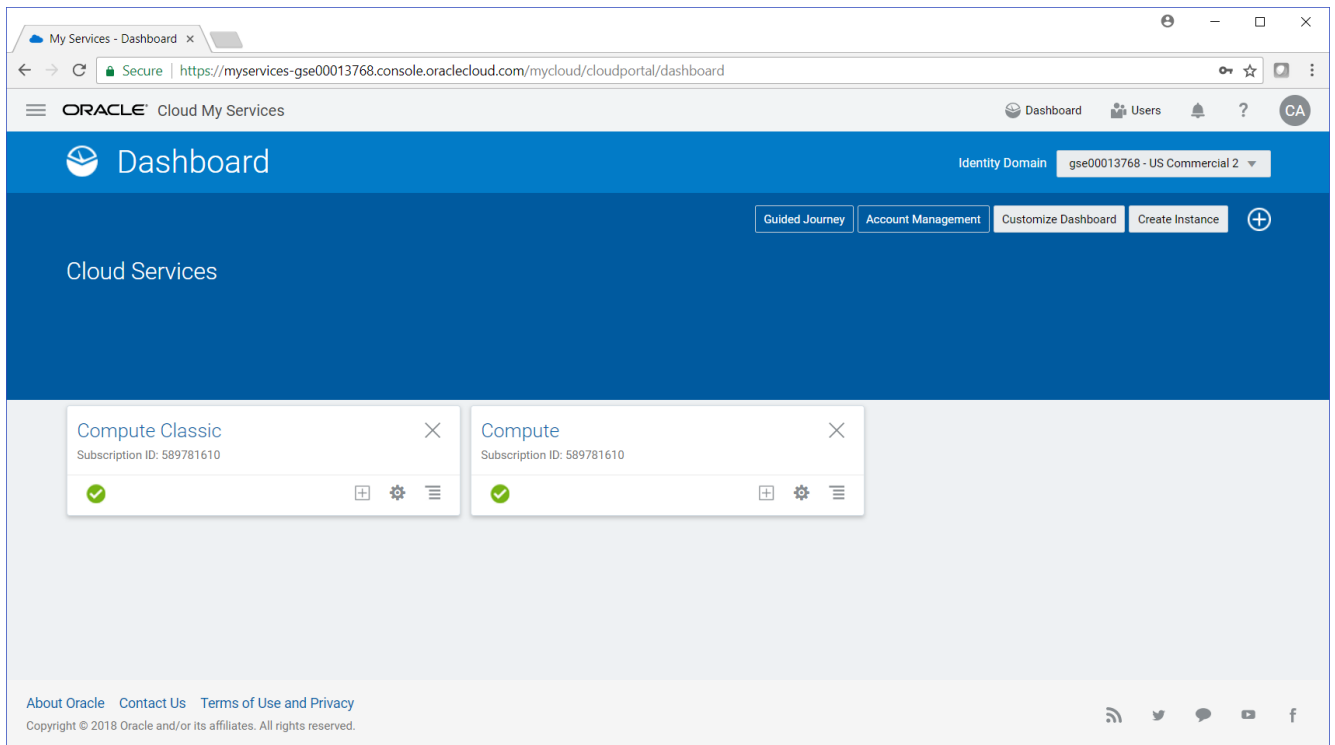 My Services - Dashboard
Secure | https://myservices-gse00013768.console.oraclecloud.com/mycloud/cloudportal/dashboard
ORACLE® Cloud My Services Dashboard Users ? CA
Dashboard Identity Domain gse00013768 - US Commercial 2
Guided Journey Account Management Customize Dashboard Create Instance
Cloud Services
Compute Classic Compute
Subscription ID: 589781610 Subscription ID: 589781610
About Oracle Contact Us Terms of Use and Privacy
Copyright © 2018 Oracle and/or its affiliates. All rights reserved.